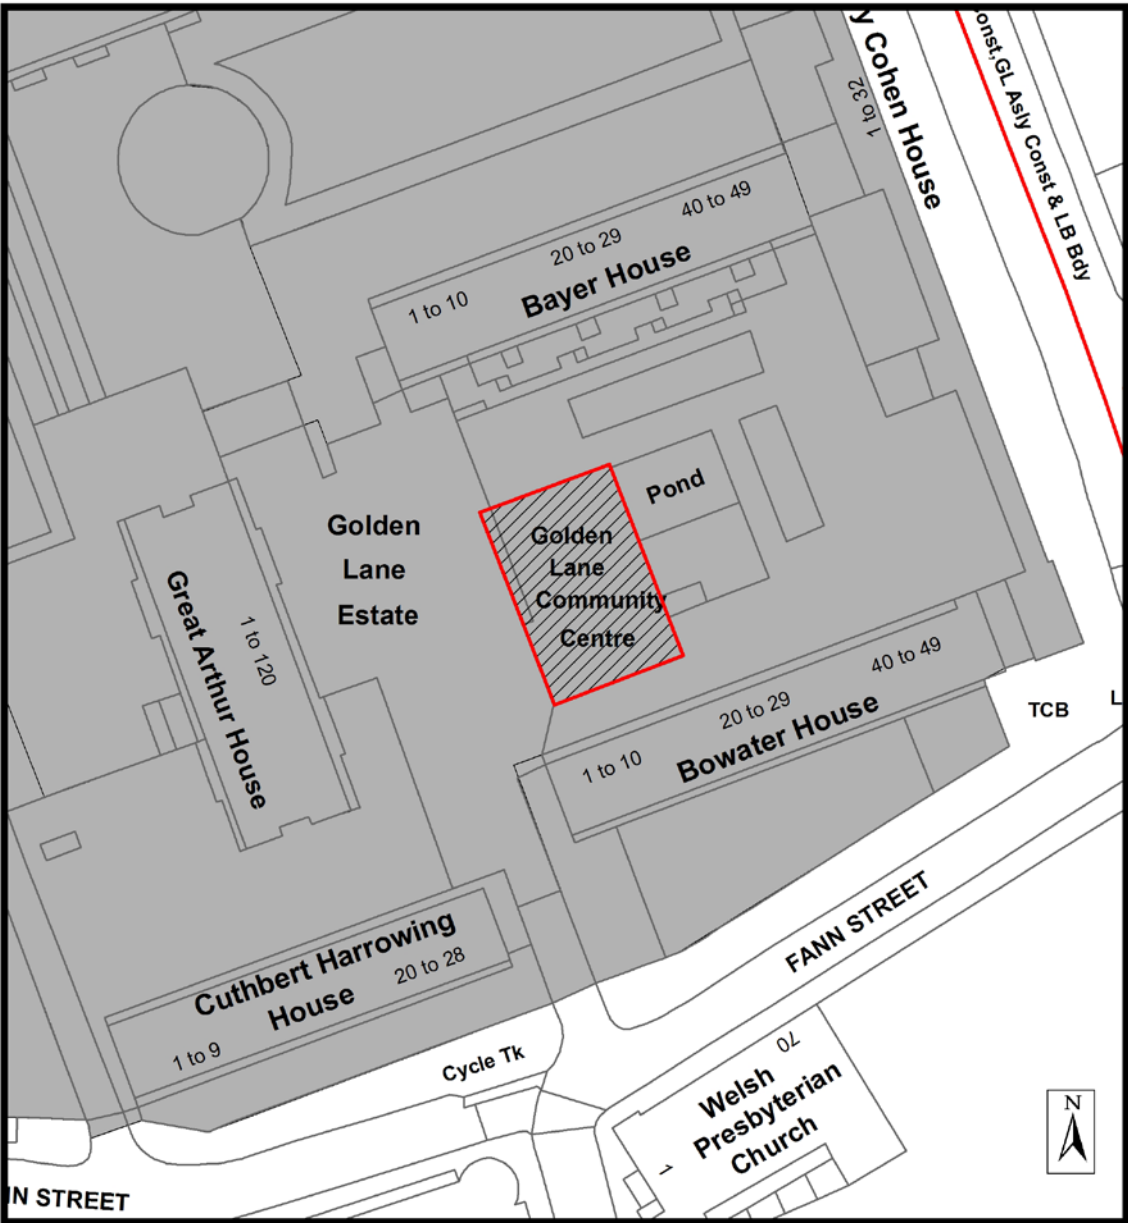 y Cohen House
1 to 32
onst,GL Asly Const & LB Bdy
40 to 49
20 to 29
1 to 10
Bayer House
Pond
Golden
Lane
Estate
Golden
Lane
Community
Centre
Great Arthur House
1 to 120
40 to 49
20 to 29
1 to 10
Bowater House
TCB
L
FANN STREET
Cuthbert Harrowing
House
20 to 28
1 to 9
Cycle Tk
70
Welsh
Presbyterian
Church
1
N
IN STREET